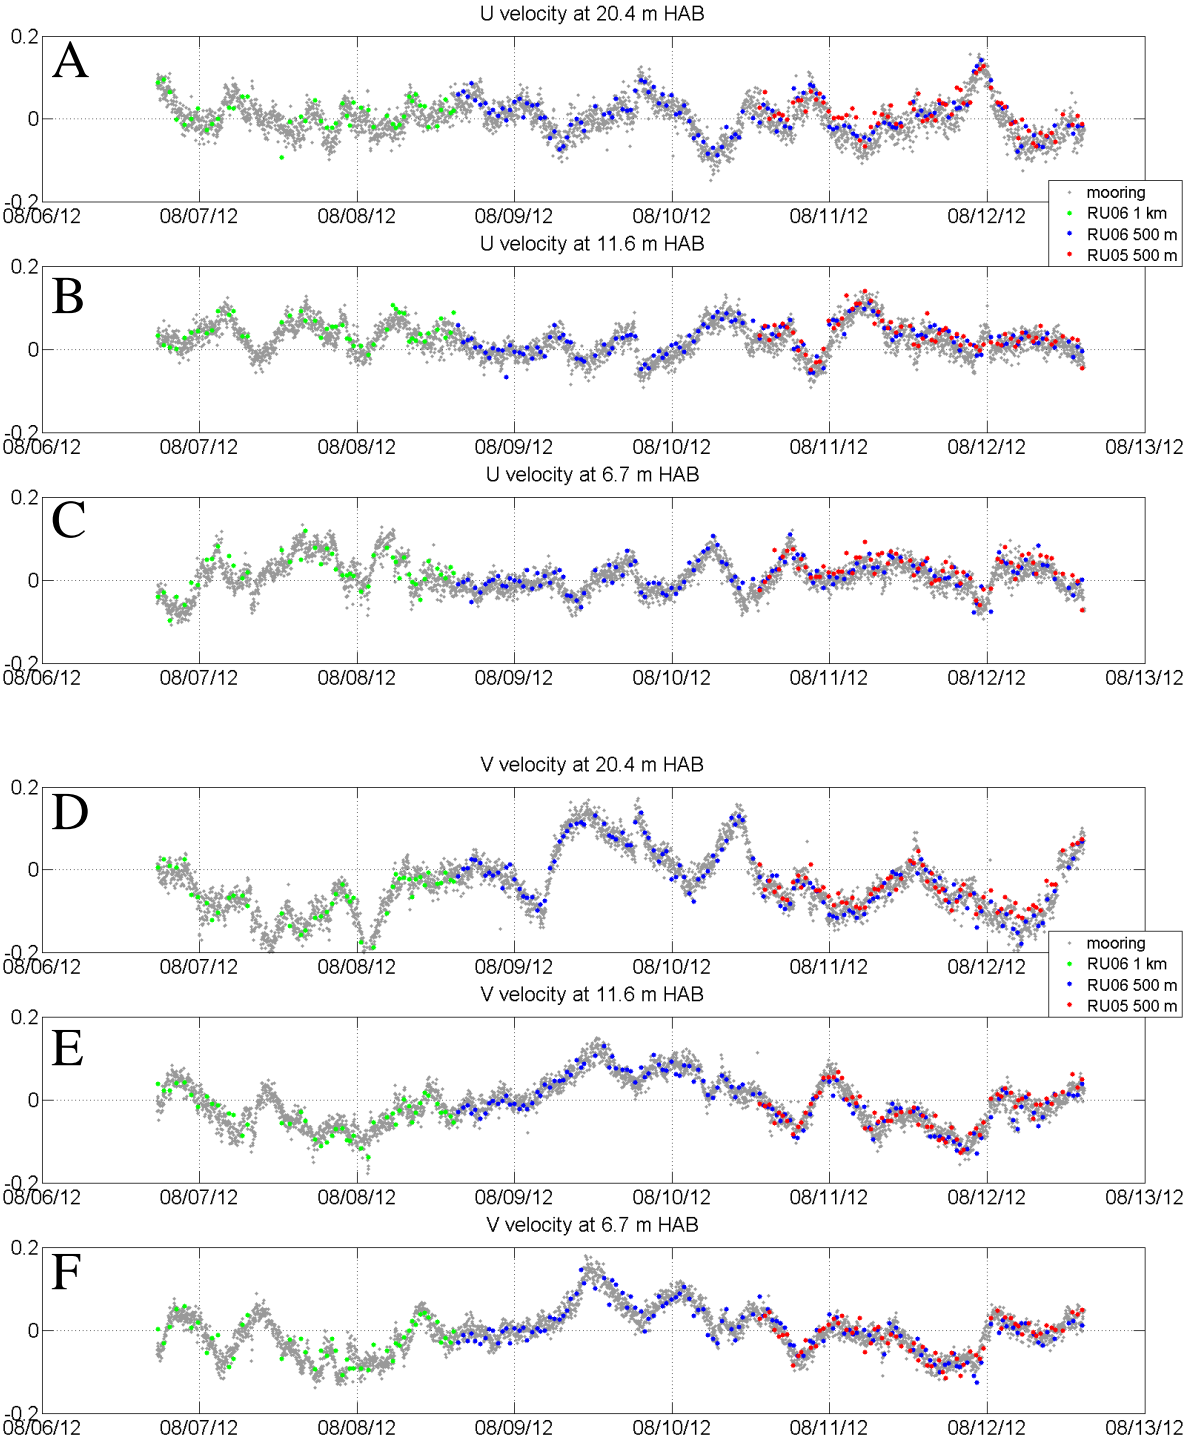 U velocity at 20.4 m HAB
0.2
A
0
-0.2
08/06/12 08/07/12 08/08/12 08/09/12 08/10/12 08/11/12 08/12/12
mooring
RU06 1 km
RU06 500 m
RU05 500 m
U velocity at 11.6 m HAB
0.2
B
0
-0.2
08/06/12 08/07/12 08/08/12 08/09/12 08/10/12 08/11/12 08/12/12 08/13/12
U velocity at 6.7 m HAB
0.2
C
0
-0.2
08/06/12 08/07/12 08/08/12 08/09/12 08/10/12 08/11/12 08/12/12 08/13/12
V velocity at 20.4 m HAB
0.2
D
0
-0.2
08/06/12 08/07/12 08/08/12 08/09/12 08/10/12 08/11/12 08/12/12
mooring
RU06 1 km
RU06 500 m
RU05 500 m
V velocity at 11.6 m HAB
0.2
E
0
-0.2
08/06/12 08/07/12 08/08/12 08/09/12 08/10/12 08/11/12 08/12/12 08/13/12
V velocity at 6.7 m HAB
0.2
F
0
-0.2
08/06/12 08/07/12 08/08/12 08/09/12 08/10/12 08/11/12 08/12/12 08/13/12